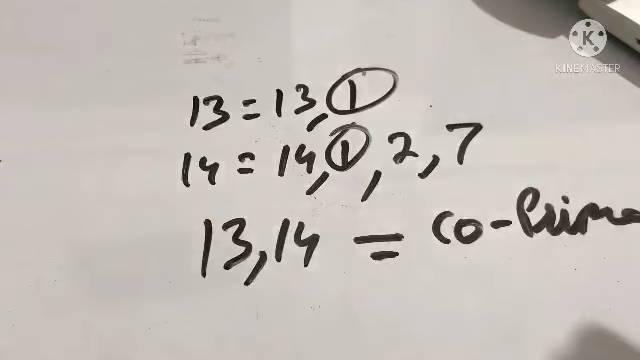 K
KINEMASTER
13 = 13, 1
14 = 14, 1, 2, 7
13, 14 = Co-Prime